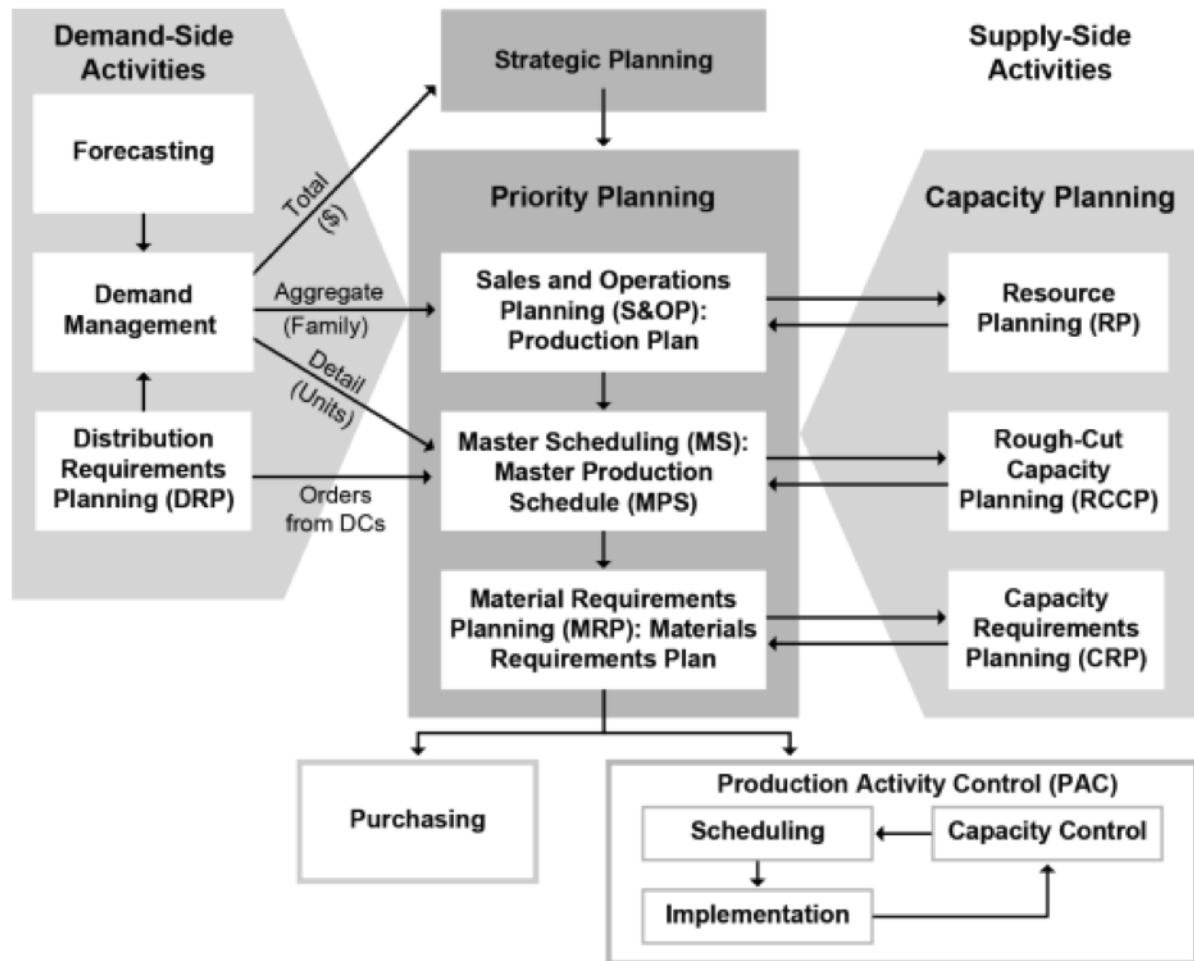 Demand-Side
Activities
Forecasting
Demand
Management
Distribution
Requirements
Planning (DRP)
Total
($)
Aggregate
(Family)
Detail
(Units)
Orders
from DCs
Strategic Planning
Priority Planning
Sales and Operations
Planning (S&OP):
Production Plan
Master Scheduling (MS):
Master Production
Schedule (MPS)
Material Requirements
Planning (MRP): Materials
Requirements Plan
Supply-Side
Activities
Capacity Planning
Resource
Planning (RP)
Rough-Cut
Capacity
Planning (RCCP)
Capacity
Requirements
Planning (CRP)
Purchasing
Production Activity Control (PAC)
Scheduling
Capacity Control
Implementation